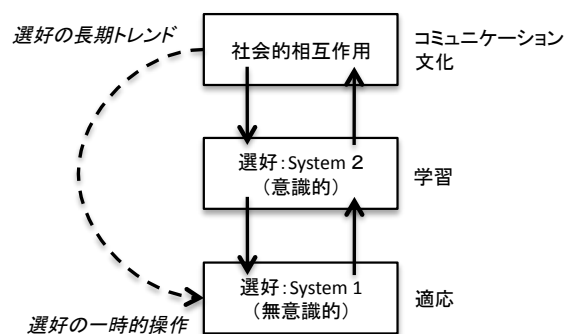 選好の長期トレンド
社会的相互作用
コミュニケーション
文化
選好:System 2
(意識的)
学習
選好:System 1
(無意識的)
適応
選好の一時的操作